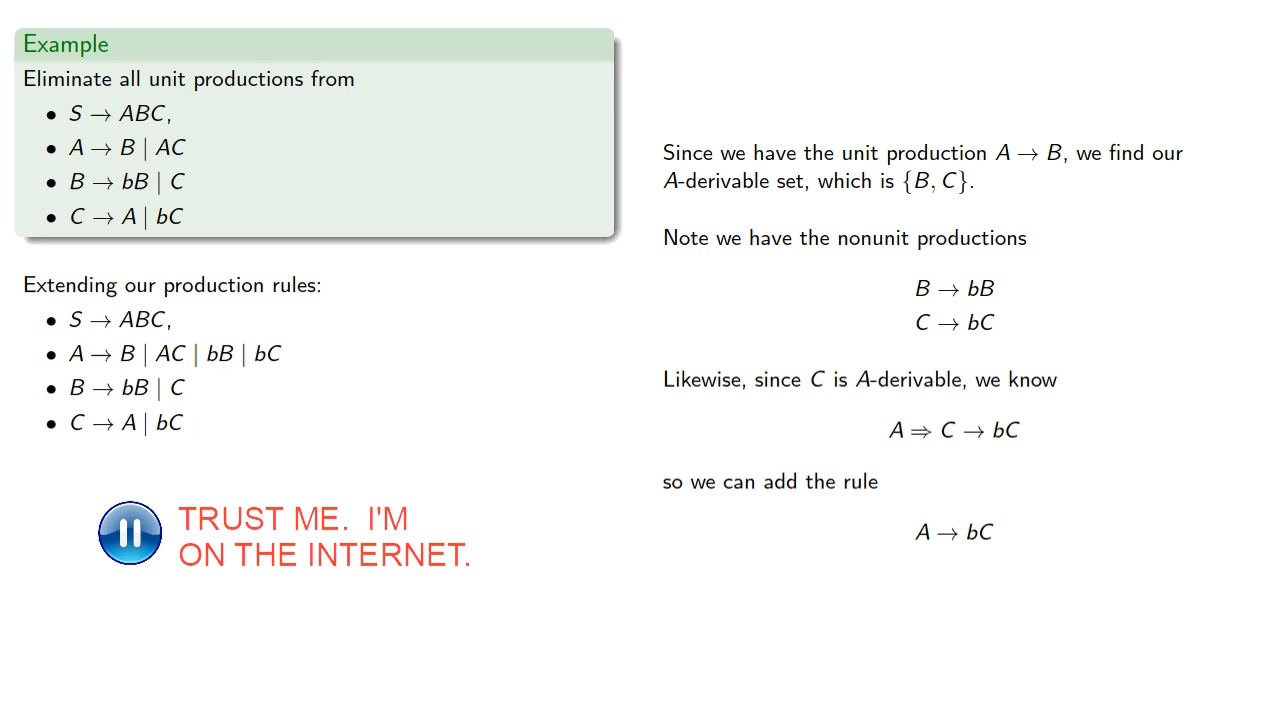 Example
Eliminate all unit productions from
• S → ABC,
• A → B | AC
• B → bB | C
• C → A | bC
Extending our production rules:
• S → ABC,
• A → B | AC | bB | bC
• B → bB | C
• C → A | bC
TRUST ME. I'M
ON THE INTERNET.
Since we have the unit production A → B, we find our
A-derivable set, which is {B, C}.
Note we have the nonunit productions
B → bB
C → bC
Likewise, since C is A-derivable, we know
A ⇒ C → bC
so we can add the rule
A → bC